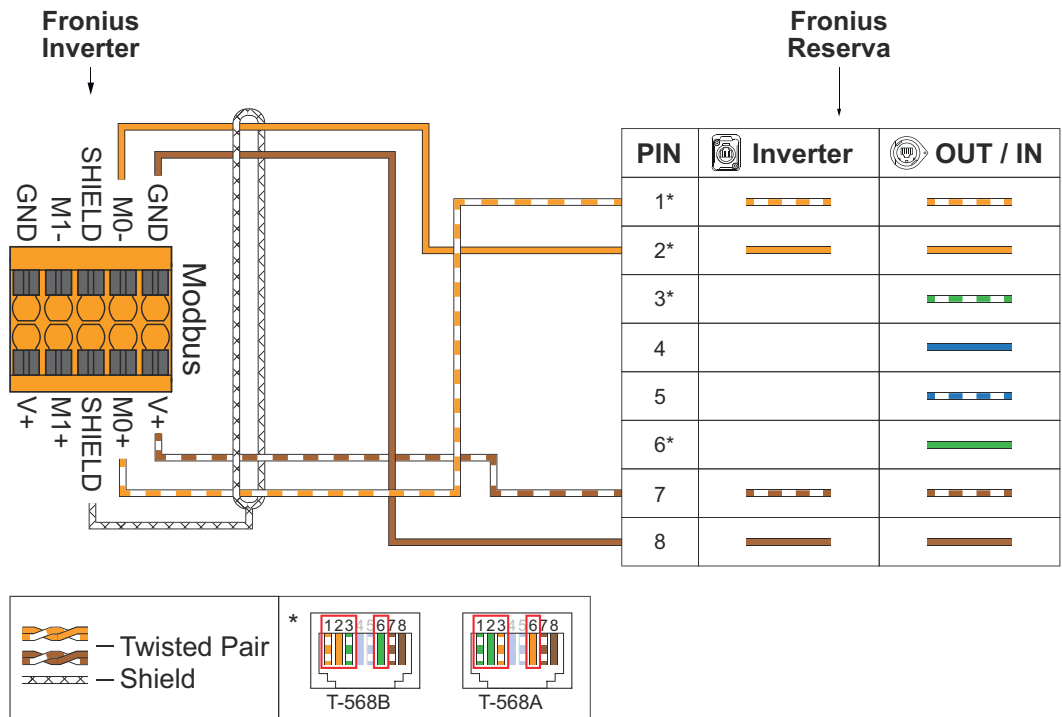 Fronius
Inverter
Fronius
Reserva
GND
M1-
SHIELD
M0-
GND
Modbus
V+
M1+
SHIELD
M0+
V+
PIN Inverter OUT / IN
1*
2*
3*
4
5
6*
7
8
Twisted Pair
Shield
*
12345678
T-568B
12345678
T-568A